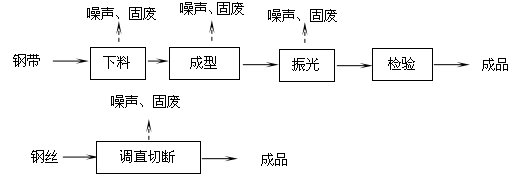 噪声、固废 噪声、固废 噪声、固废
钢带 下料 成型 振光 检验 成品
噪声、固废
钢丝 调直切断 成品